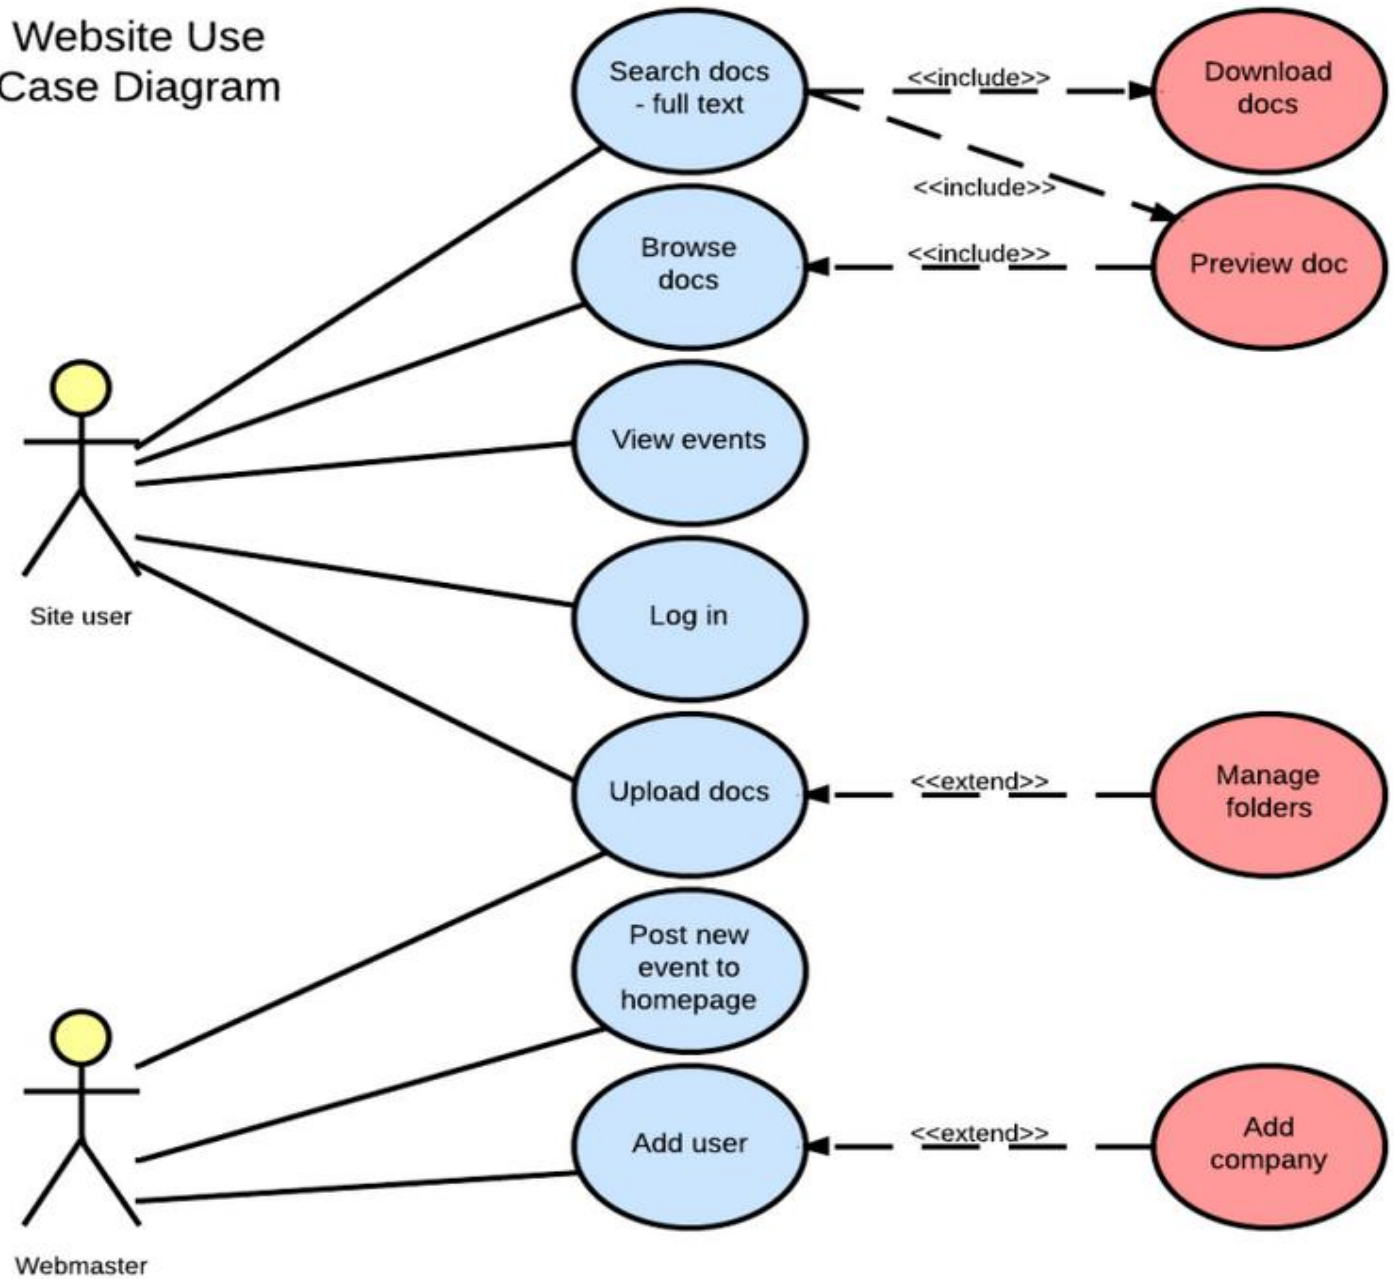 Website Use
Case Diagram
Search docs
- full text
<<include>>
Download
docs
<<include>>
Browse
docs
<<include>>
Preview doc
View events
Site user
Log in
Upload docs
<<extend>>
Manage
folders
Post new
event to
homepage
Add user
<<extend>>
Add
company
Webmaster